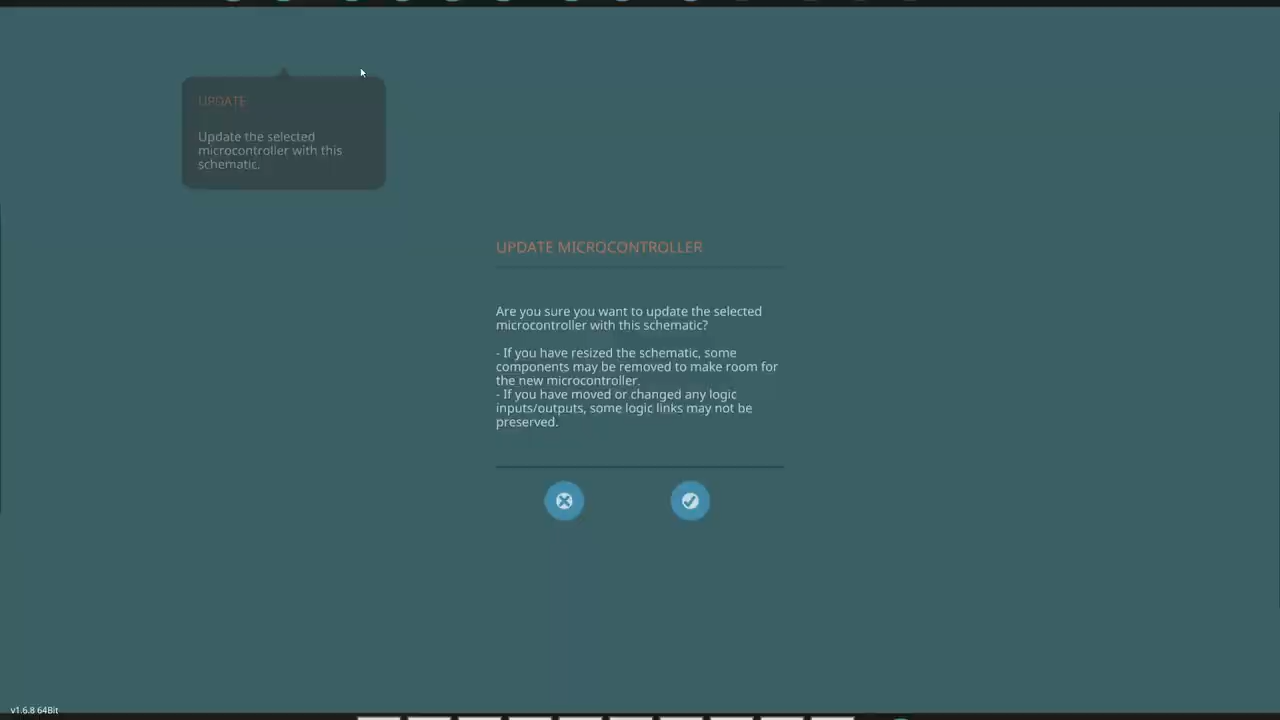 UPDATE
Update the selected
microcontroller with this
schematic.
UPDATE MICROCONTROLLER
Are you sure you want to update the selected
microcontroller with this schematic?
- If you have resized the schematic, some
components may be removed to make room for
the new microcontroller.
- If you have moved or changed any logic
inputs/outputs, some logic links may not be
preserved.
v1.6.8 64Bit